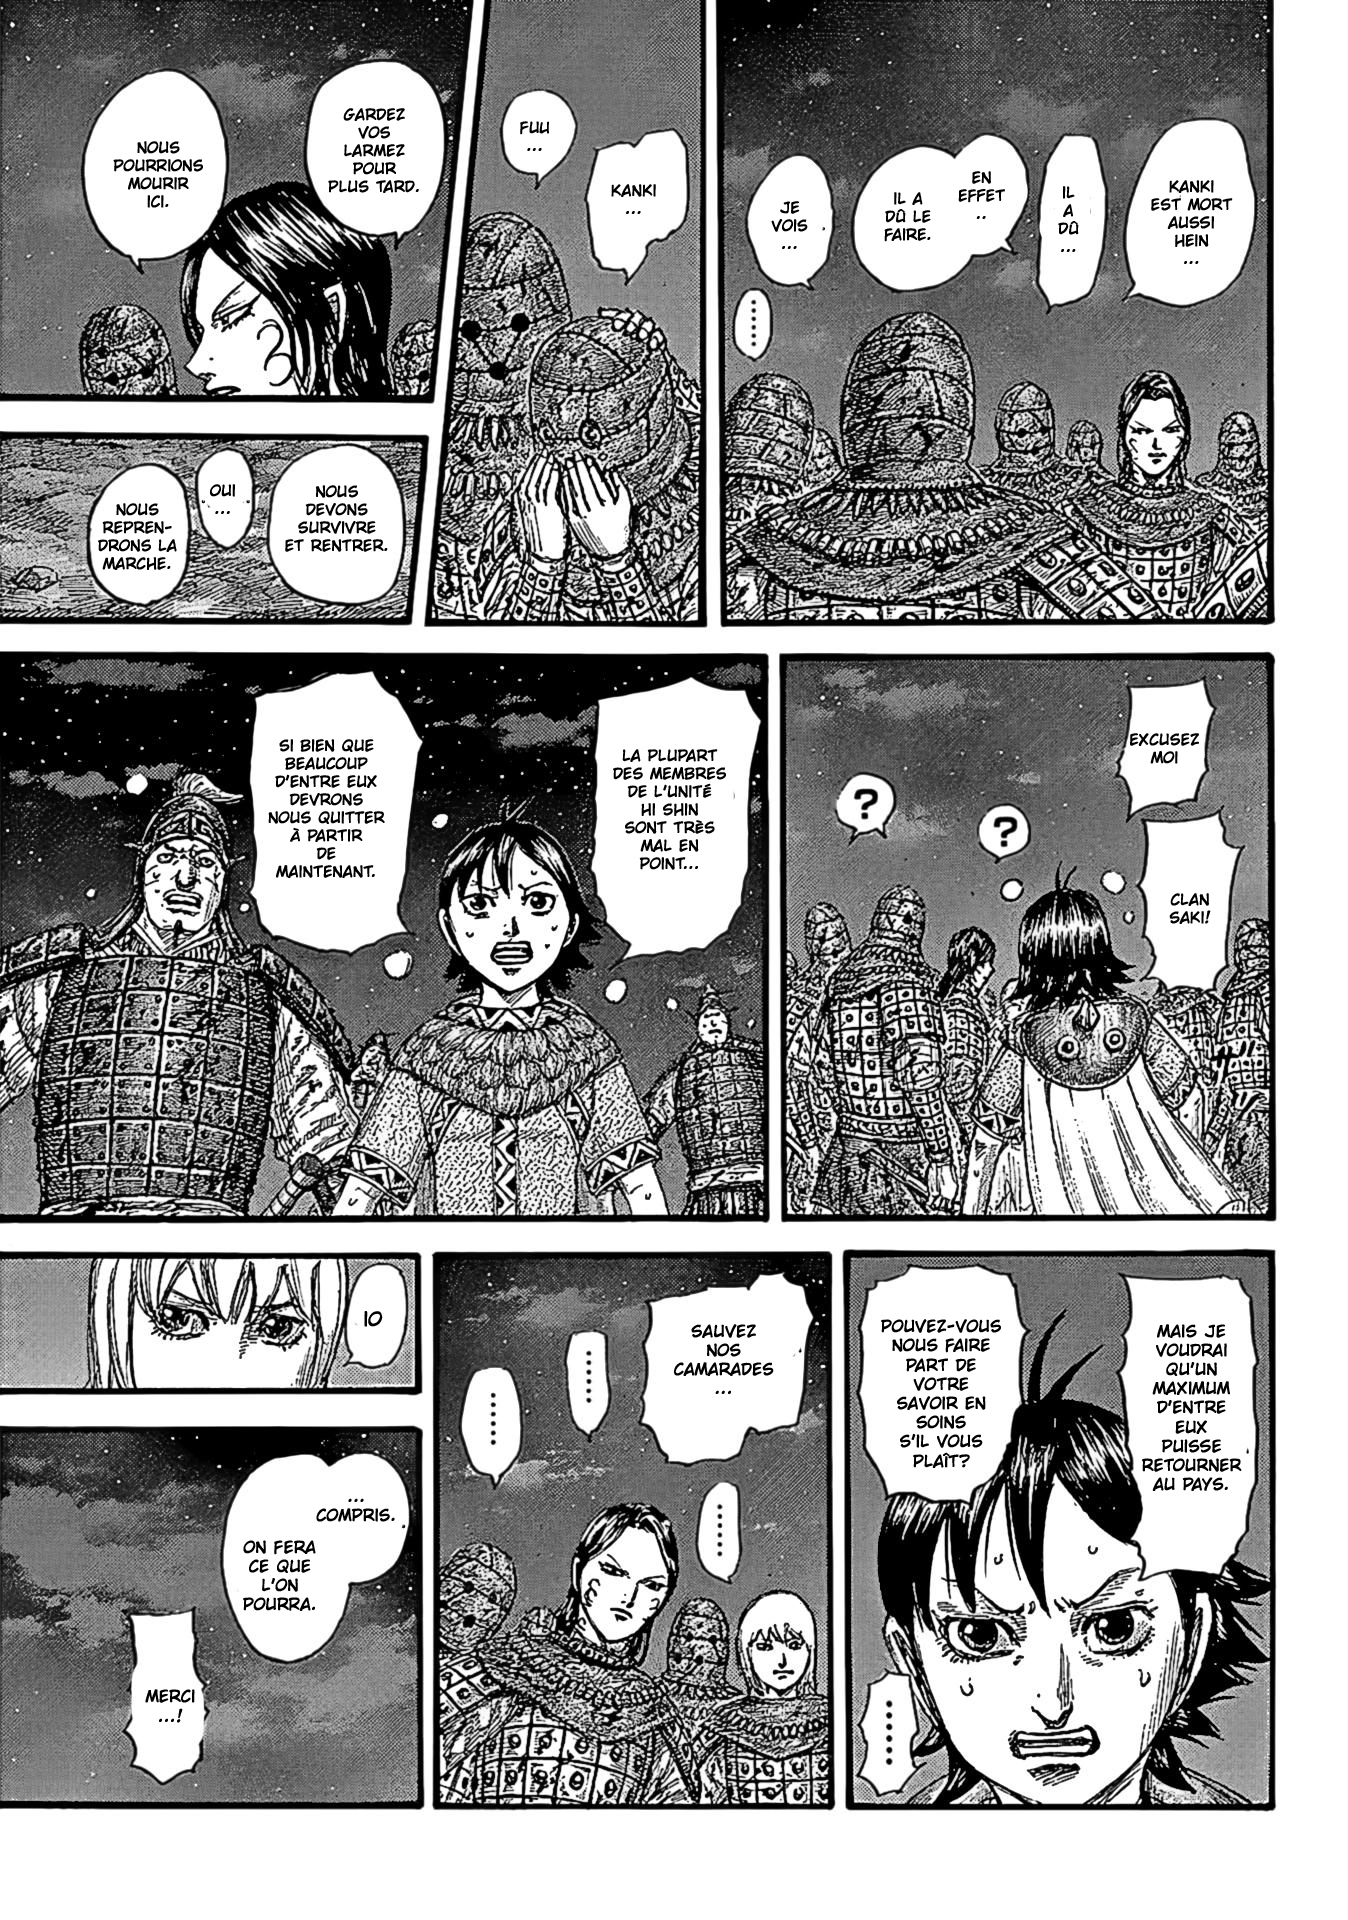 KANKI
EST MORT
AUSSI
HEIN
...
IL
A
DÛ
...
EN
EFFET
..
IL A
DÛ LE
FAIRE.
JE
VOIS
...
......
KANKI
...
FUU
...
GARDEZ
VOS
LARMEZ
POUR
PLUS TARD.
NOUS
POURRIONS
MOURIR
ICI.
NOUS
DEVONS
SURVIVRE
ET RENTRER.
OUI
...
NOUS
REPREN-
DRONS LA
MARCHE.
EXCUSEZ
MOI
?
?
CLAN
SAKI!
LA PLUPART
DES MEMBRES
DE L'UNITÉ
HI SHIN
SONT TRÈS
MAL EN
POINT...
SI BIEN QUE
BEAUCOUP
D'ENTRE EUX
DEVRONS
NOUS QUITTER
À PARTIR
DE
MAINTENANT.
MAIS JE
VOUDRAI
QU'UN
MAXIMUM
D'ENTRE
EUX
PUISSE
RETOURNER
AU PAYS.
POUVEZ-VOUS
NOUS FAIRE
PART DE
VOTRE
SAVOIR EN
SOINS
S'IL VOUS
PLAÎT?
......
SAUVEZ
NOS
CAMARADES
...
......
......
......
IO
...
COMPRIS.
ON FERA
CE QUE
L'ON
POURRA.
MERCI
...!